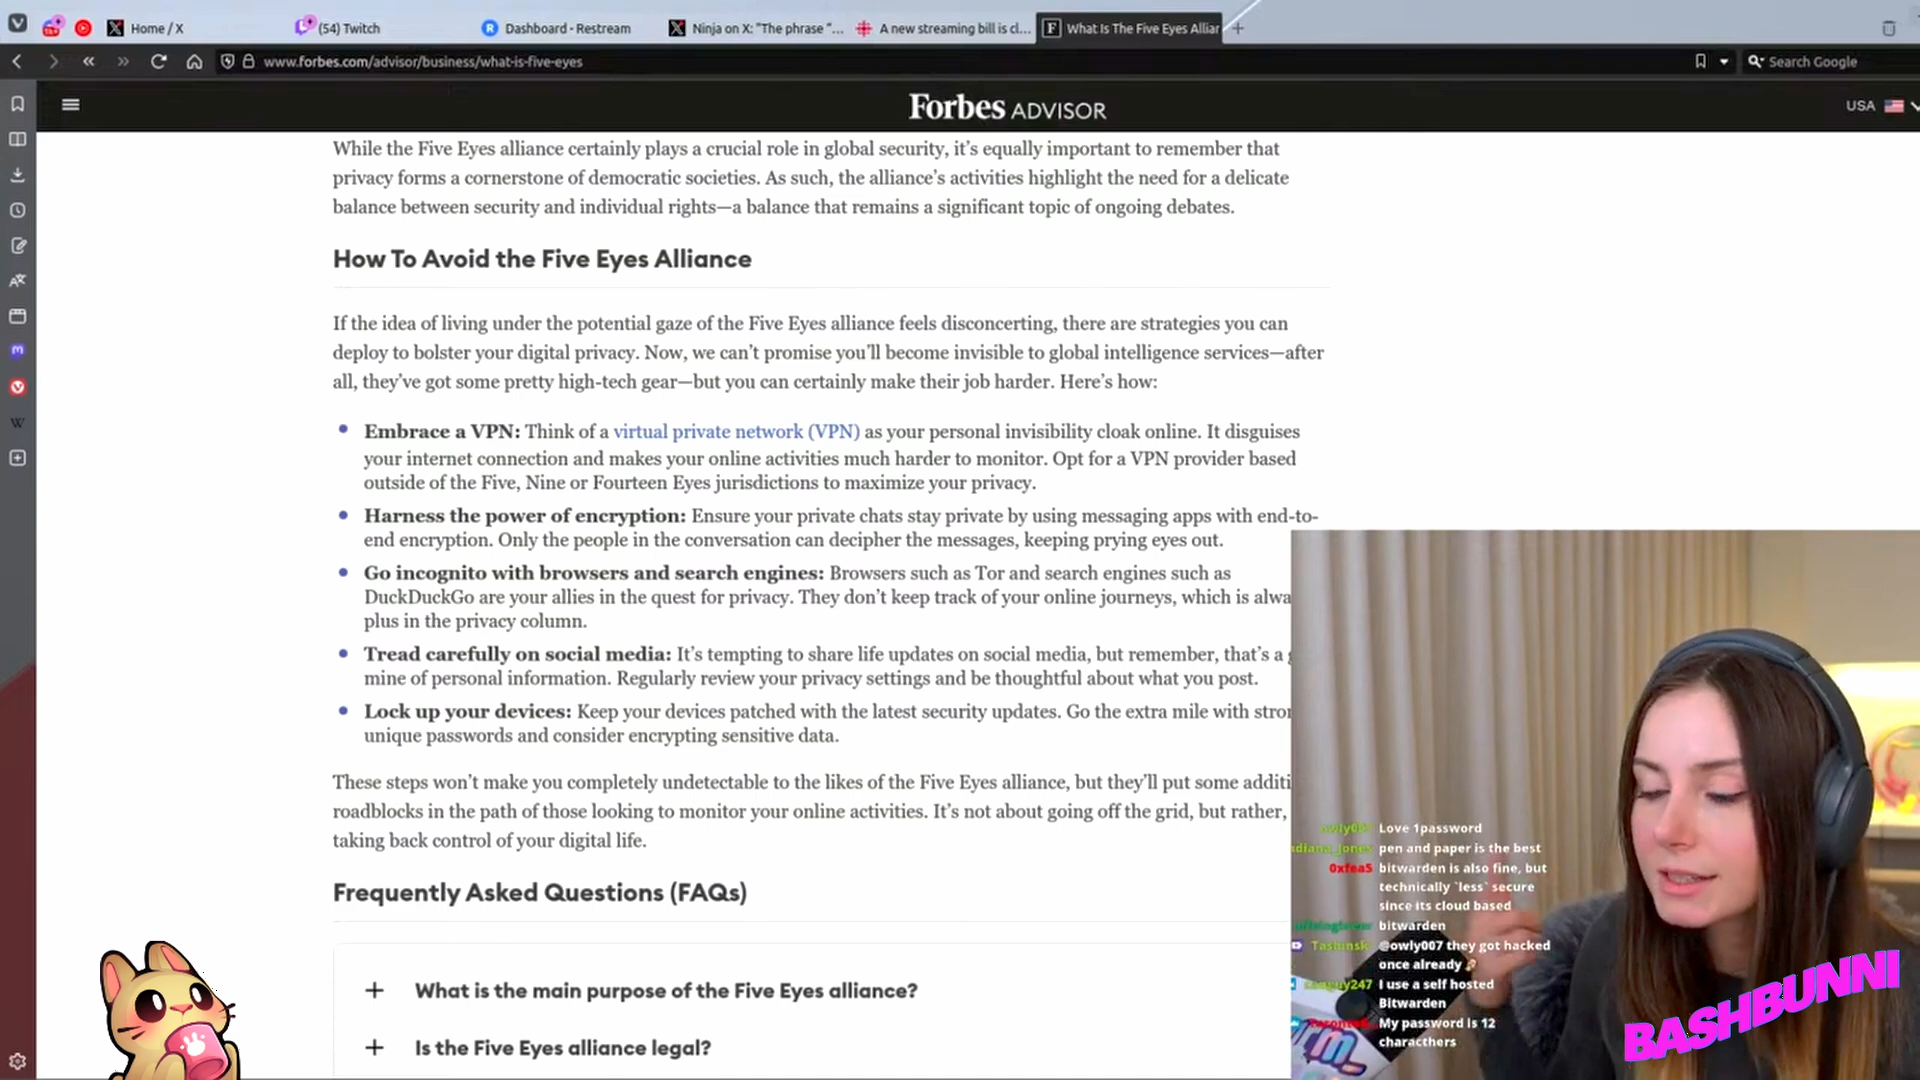 Home / X
(54) Twitch
Dashboard - Restream
Ninja on X: "The phrase "...
A new streaming bill is cl...
What Is The Five Eyes Allian
www.forbes.com/advisor/business/what-is-five-eyes
Search Google
Forbes ADVISOR
USA
While the Five Eyes alliance certainly plays a crucial role in global security, it's equally important to remember that
privacy forms a cornerstone of democratic societies. As such, the alliance's activities highlight the need for a delicate
balance between security and individual rights—a balance that remains a significant topic of ongoing debates.
How To Avoid the Five Eyes Alliance
If the idea of living under the potential gaze of the Five Eyes alliance feels disconcerting, there are strategies you can
deploy to bolster your digital privacy. Now, we can't promise you'll become invisible to global intelligence services—after
all, they've got some pretty high-tech gear—but you can certainly make their job harder. Here's how:
Embrace a VPN: Think of a virtual private network (VPN) as your personal invisibility cloak online. It disguises
your internet connection and makes your online activities much harder to monitor. Opt for a VPN provider based
outside of the Five, Nine or Fourteen Eyes jurisdictions to maximize your privacy.
Harness the power of encryption: Ensure your private chats stay private by using messaging apps with end-to-
end encryption. Only the people in the conversation can decipher the messages, keeping prying eyes out.
Go incognito with browsers and search engines: Browsers such as Tor and search engines such as
DuckDuckGo are your allies in the quest for privacy. They don't keep track of your online journeys, which is alwa
plus in the privacy column.
Tread carefully on social media: It's tempting to share life updates on social media, but remember, that's a
mine of personal information. Regularly review your privacy settings and be thoughtful about what you post.
Lock up your devices: Keep your devices patched with the latest security updates. Go the extra mile with stron
unique passwords and consider encrypting sensitive data.
These steps won't make you completely undetectable to the likes of the Five Eyes alliance, but they'll put some additi
roadblocks in the path of those looking to monitor your online activities. It's not about going off the grid, but rather,
taking back control of your digital life.
Frequently Asked Questions (FAQs)
What is the main purpose of the Five Eyes alliance?
Is the Five Eyes alliance legal?
owly007 Love 1password
diana_Jones pen and paper is the best
0xfea5 bitwarden is also fine, but
technically `less` secure
since its cloud based
bitwarden
Tashinsk @owly007 they got hacked
once already
I use a self hosted
Bitwarden
My password is 12
characthers
BASHBUNNI